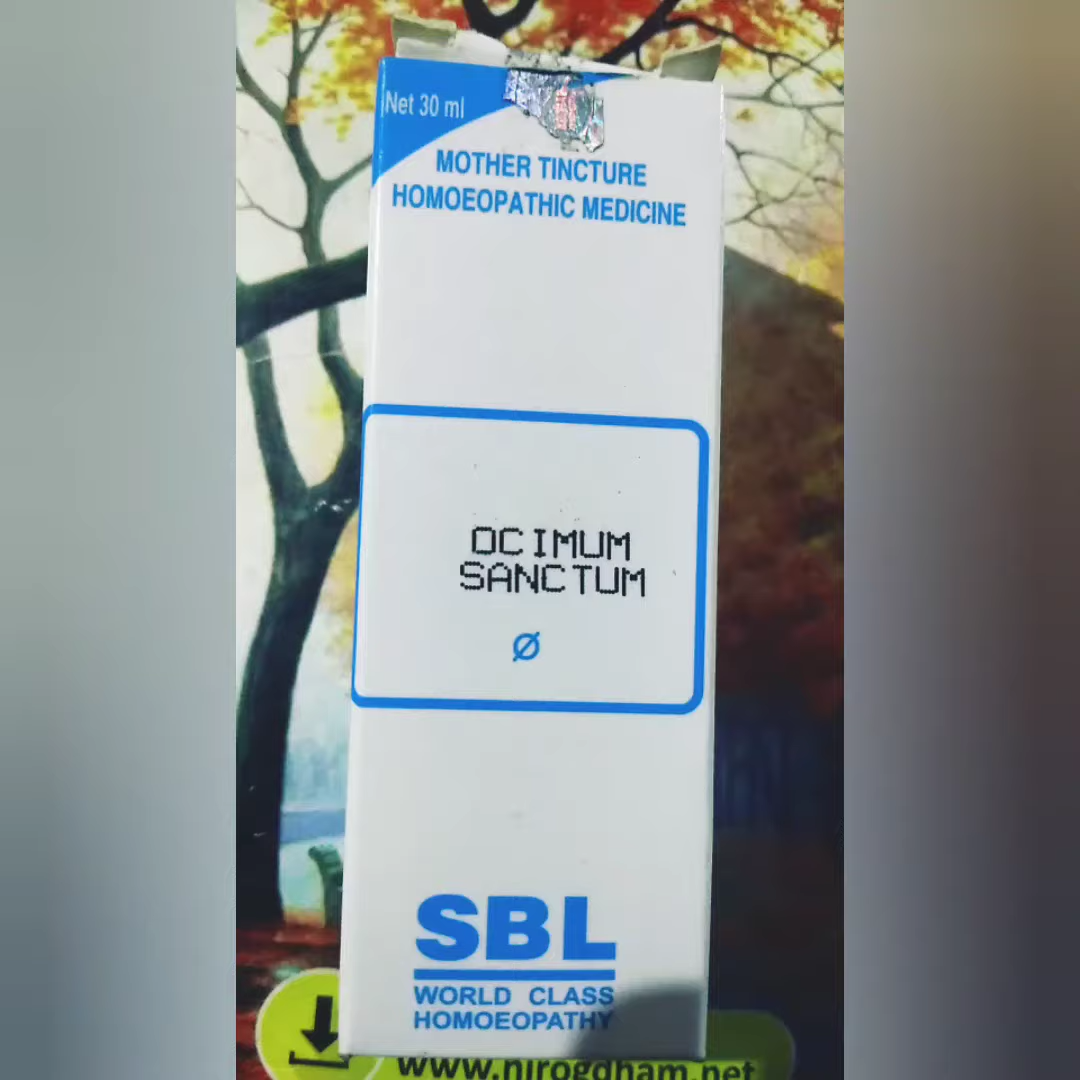 Net 30 ml
MOTHER TINCTURE
HOMOEOPATHIC MEDICINE
OCIMUM
SANCTUM
Ø
SBL
WORLD CLASS
HOMOEOPATHY
www.nirogdham.net